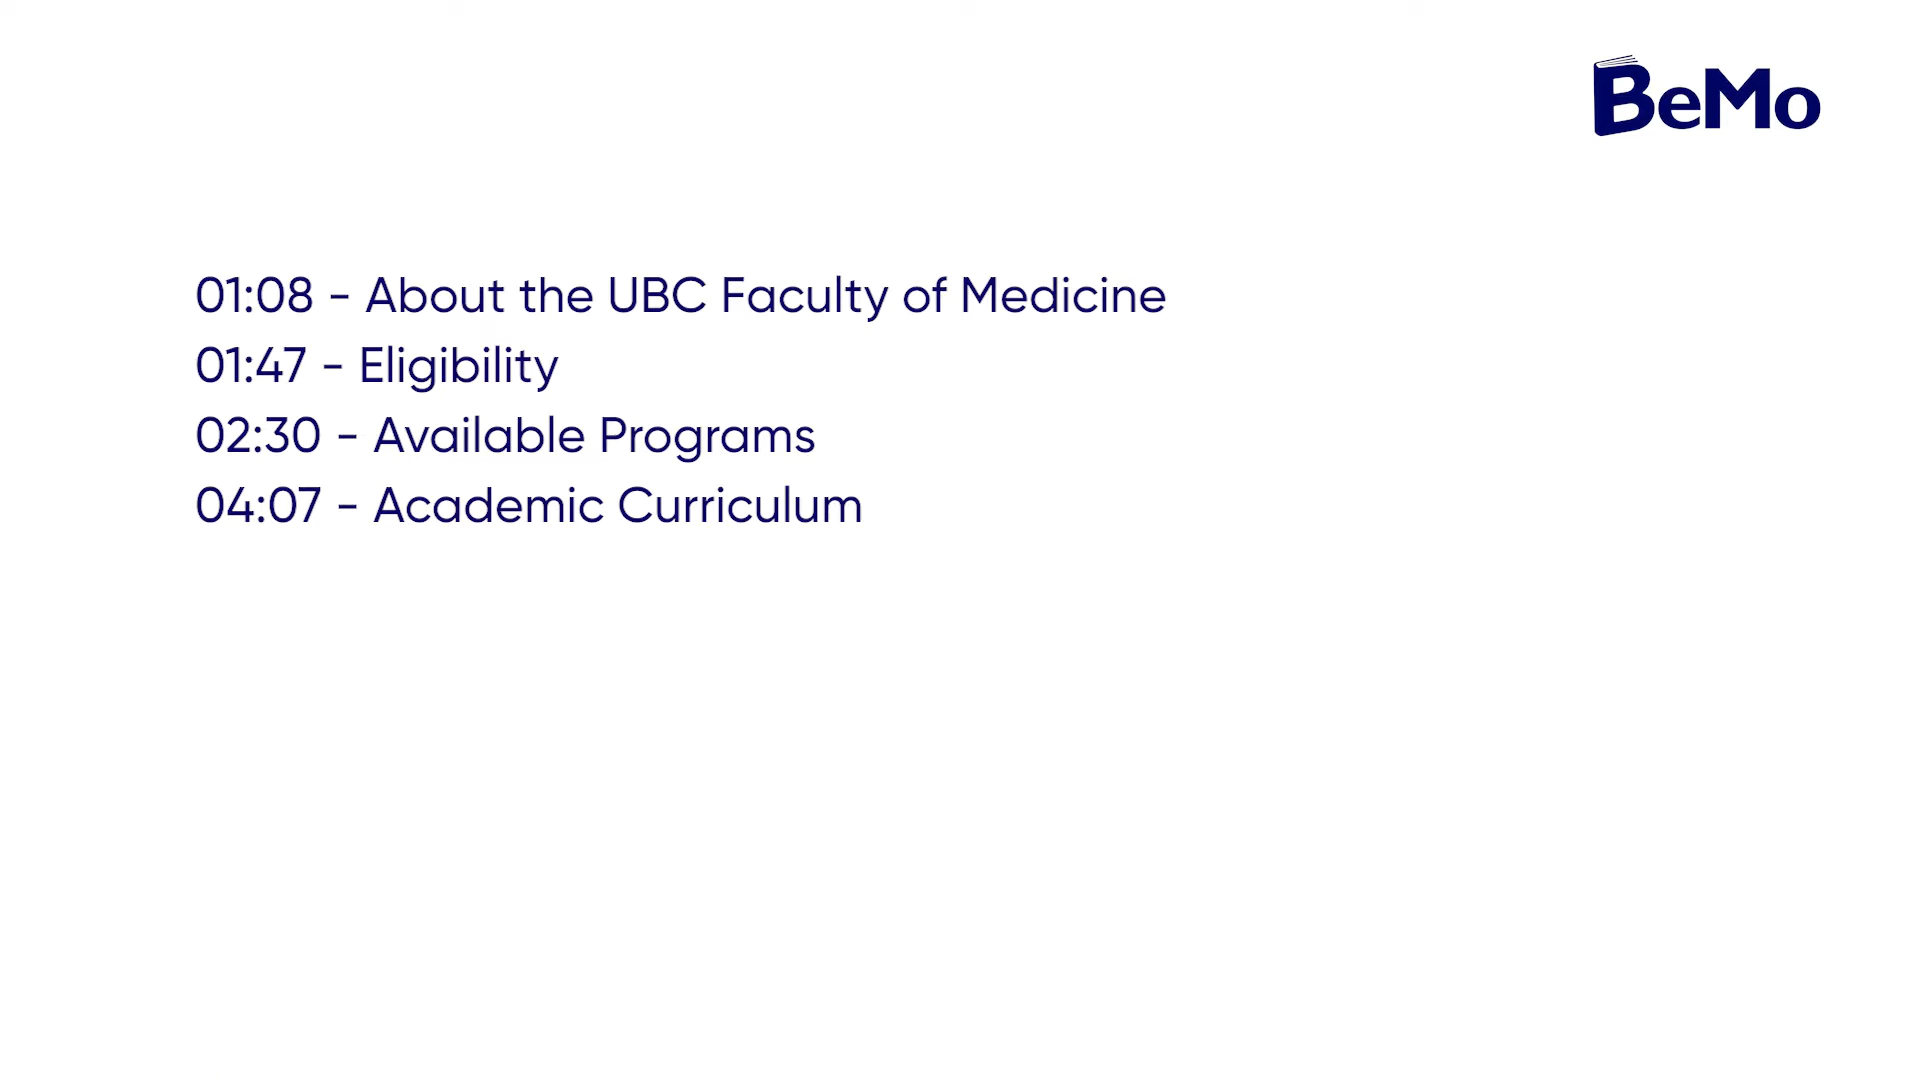 BeMo
01:08 - About the UBC Faculty of Medicine
01:47 - Eligibility
02:30 - Available Programs
04:07 - Academic Curriculum